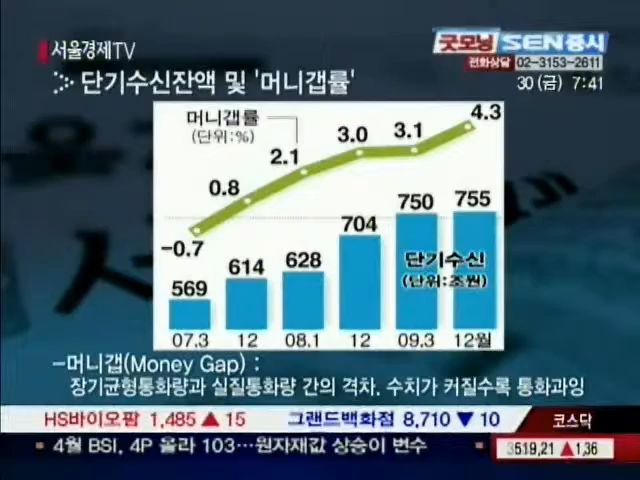 서울경제TV
굿모닝 SEN증시
전화상담 02-3153-2611
단기수신잔액 및 '머니갭률'
30(금) 7:41
머니갭률
(단위:%)
4.3
3.1
3.0
2.1
0.8
-0.7
569
614
628
704
750
755
단기수신
(단위:조원)
07.3 12 08.1 12 09.3 12월
-머니갭(Money Gap) :
장기균형통화량과 실질통화량 간의 격차. 수치가 커질수록 통화과잉
HS바이오팜 1,485 ▲ 15 그랜드백화점 8,710 ▼ 10 코스닥
▪ 4월 BSI, 4P 올라 103…원자재값 상승이 변수 ▪
▲1,36